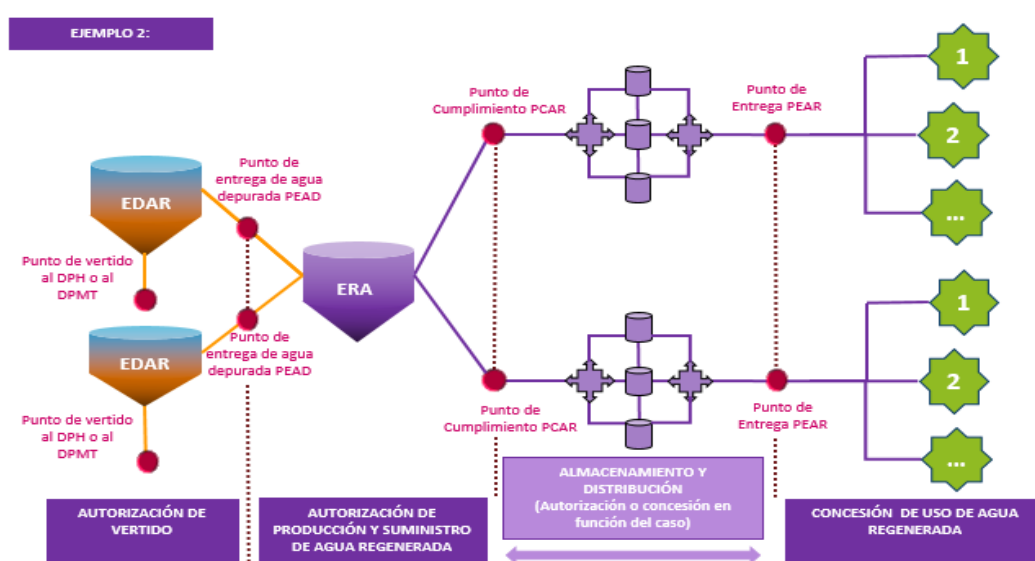 EJEMPLO 2:
1
Punto de
Cumplimiento PCAR
Punto de
Entrega PEAR
2
Punto de
entrega de agua
depurada PEAD
EDAR
...
Punto de vertido
al DPH o al
DPMT
ERA
1
Punto de
entrega de agua
depurada PEAD
EDAR
2
Punto de
Cumplimiento PCAR
Punto de
Entrega PEAR
Punto de vertido
al DPH o al
DPMT
...
AUTORIZACIÓN DE
VERTIDO
AUTORIZACIÓN DE
PRODUCCIÓN Y SUMINISTRO
DE AGUA REGENERADA
ALMACENAMIENTO Y
DISTRIBUCIÓN
(Autorización o concesión en
función del caso)
CONCESIÓN DE USO DE AGUA
REGENERADA